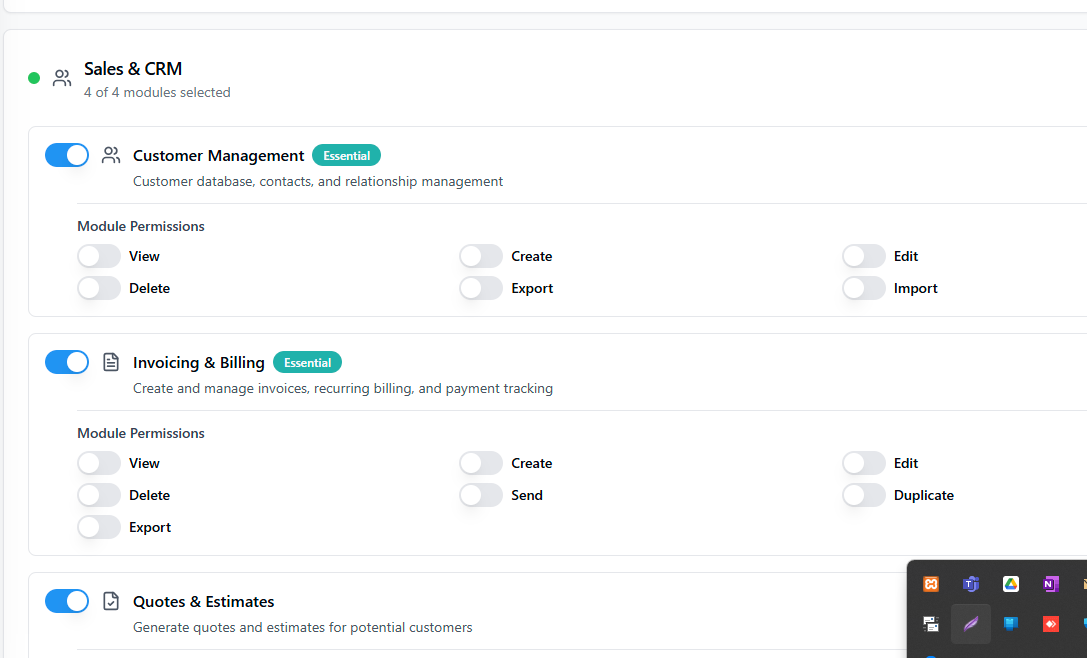 Sales & CRM
4 of 4 modules selected
Customer Management Essential
Customer database, contacts, and relationship management
Module Permissions
View Create Edit
Delete Export Import
Invoicing & Billing Essential
Create and manage invoices, recurring billing, and payment tracking
Module Permissions
View Create Edit
Delete Send Duplicate
Export
Quotes & Estimates
Generate quotes and estimates for potential customers
T
N